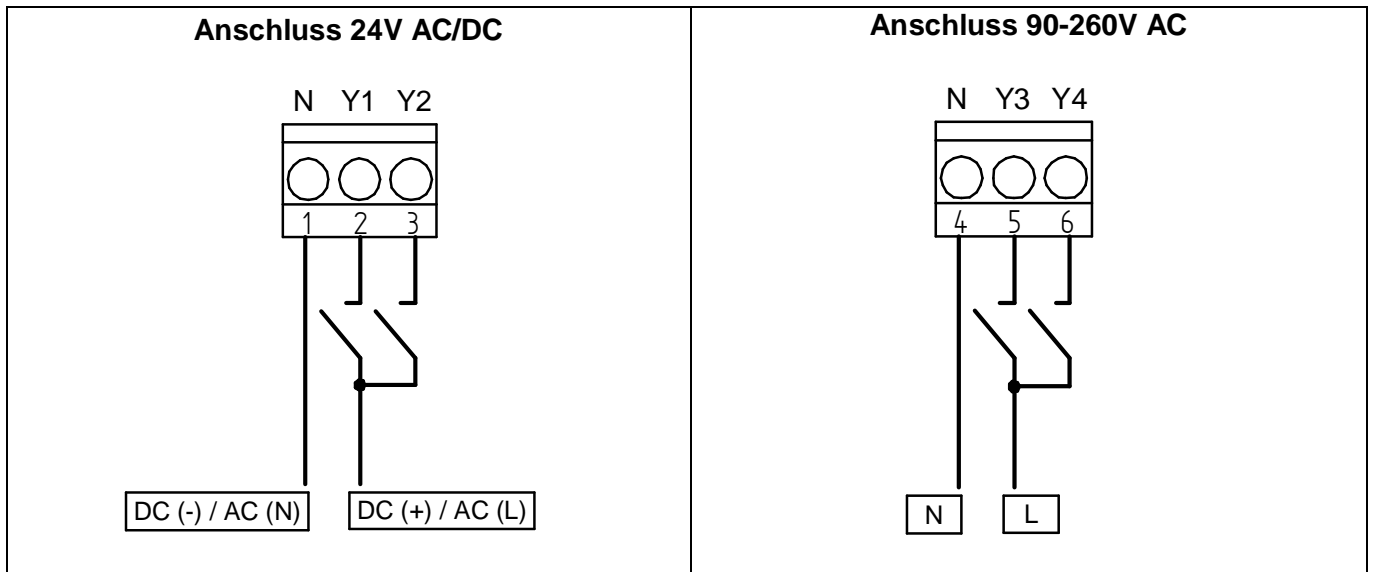 Anschluss 24V AC/DC
N Y1 Y2
1 2 3
DC (-) / AC (N)
DC (+) / AC (L)
Anschluss 90-260V AC
N Y3 Y4
4 5 6
N
L